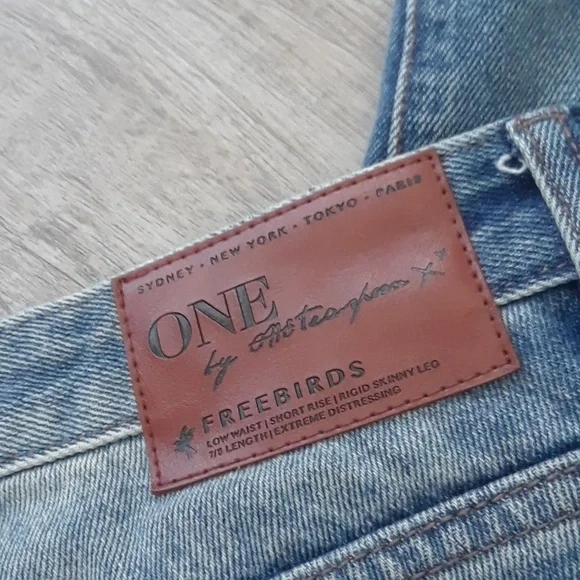 SYDNEY · NEW YORK · TOKYO · PARIS
ONE
by OneTeaspoon X
FREEBIRDS
LOW WAIST | SHORT RISE | RIGID SKINNY LEG
7/8 LENGTH | EXTREME DISTRESSING